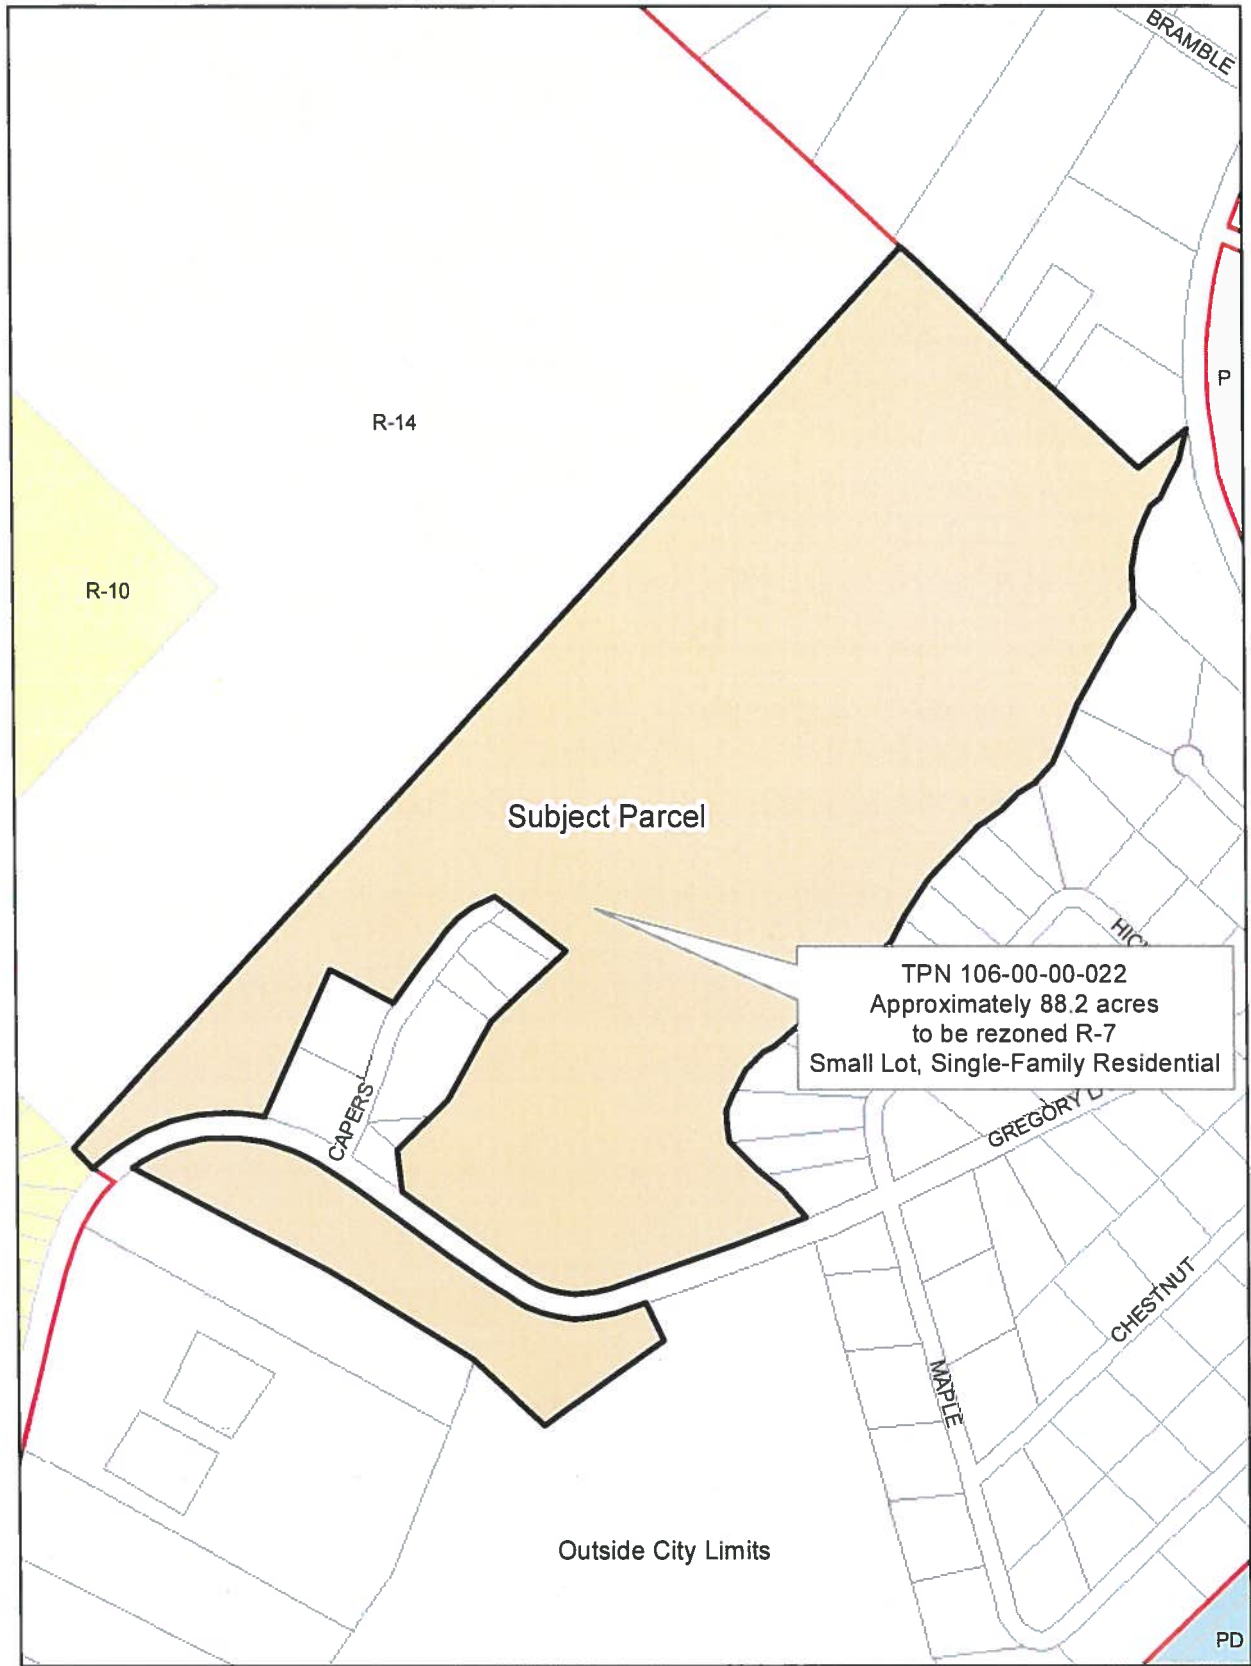 BRAMBLE
P
R-14
R-10
Subject Parcel
TPN 106-00-00-022
Approximately 88.2 acres
to be rezoned R-7
Small Lot, Single-Family Residential
CAPERS
GREGORY
CHESTNUT
MAPLE
Outside City Limits
PD